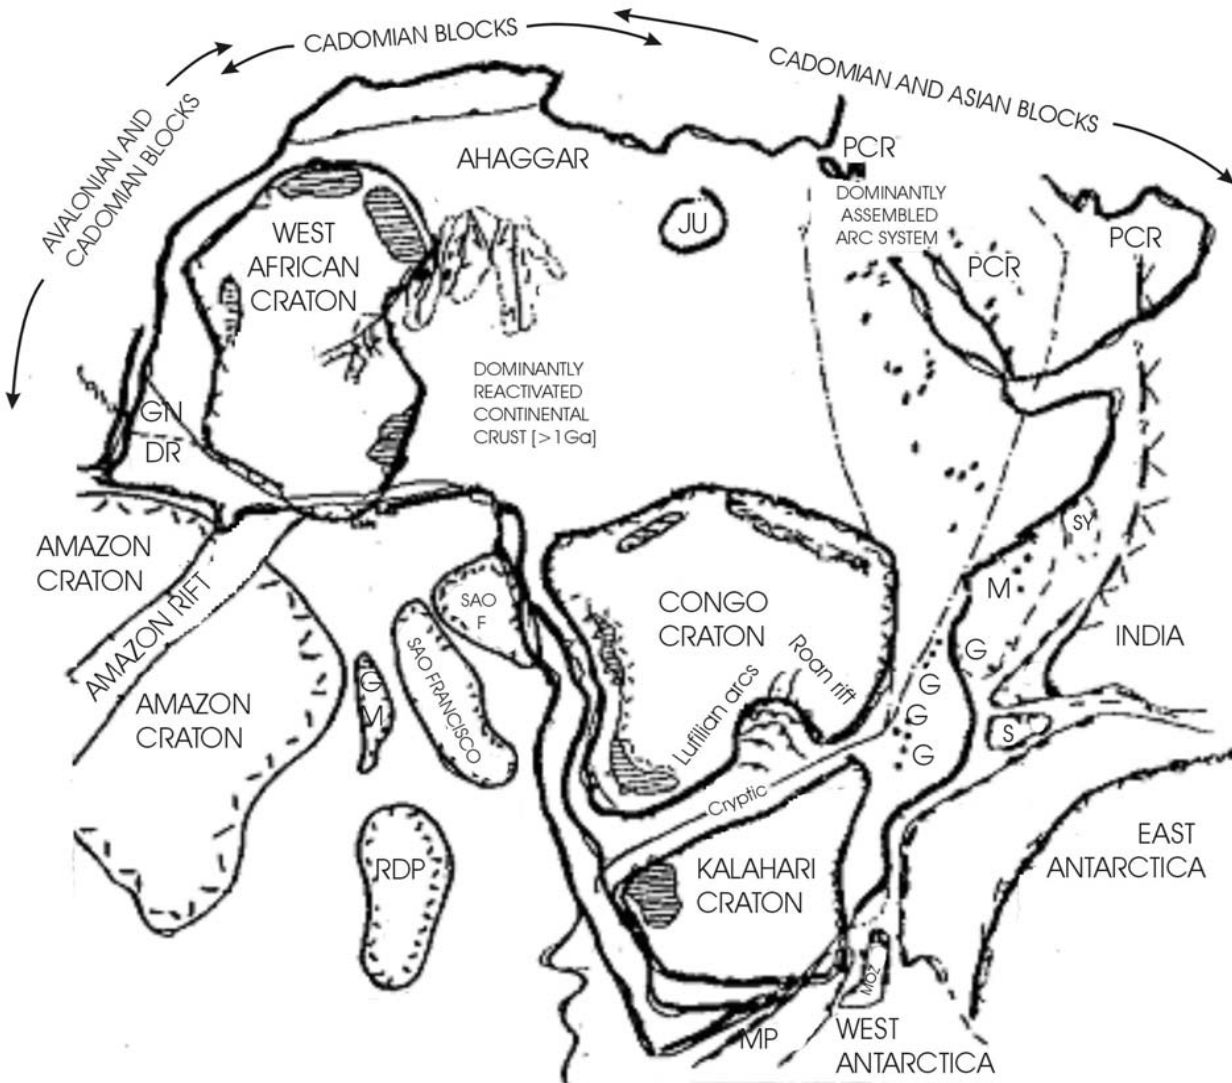 CADOMIAN BLOCKS
CADOMIAN AND ASIAN BLOCKS
AVALONIAN AND
CADOMIAN BLOCKS
AHAGGAR
PCR
DOMINANTLY
ASSEMBLED
ARC SYSTEM
JU
PCR
PCR
WEST
AFRICAN
CRATON
DOMINANTLY
REACTIVATED
CONTINENTAL
CRUST [>1Ga]
GN
DR
AMAZON
CRATON
AMAZON RIFT
AMAZON
CRATON
SAO
F
SAO FRANCISCO
G
M
RDP
CONGO
CRATON
Lufilian arcs
Roan rift
Cryptic
KALAHARI
CRATON
SY
M
G
G
G
G
INDIA
S
EAST
ANTARCTICA
Moz
MP
WEST
ANTARCTICA